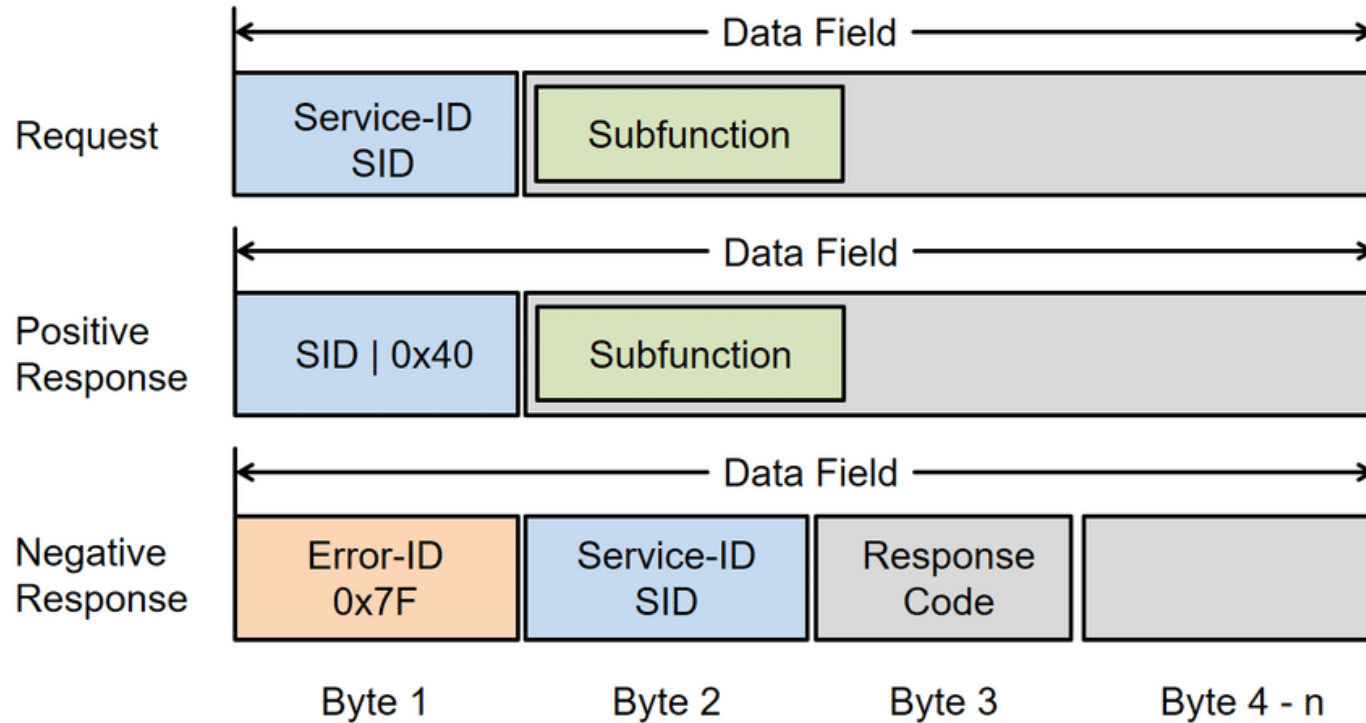 Data Field
Request
Service-ID
SID
Subfunction
Data Field
Positive
Response
SID | 0x40
Subfunction
Data Field
Negative
Response
Error-ID
0x7F
Service-ID
SID
Response
Code
Byte 1
Byte 2
Byte 3
Byte 4 - n